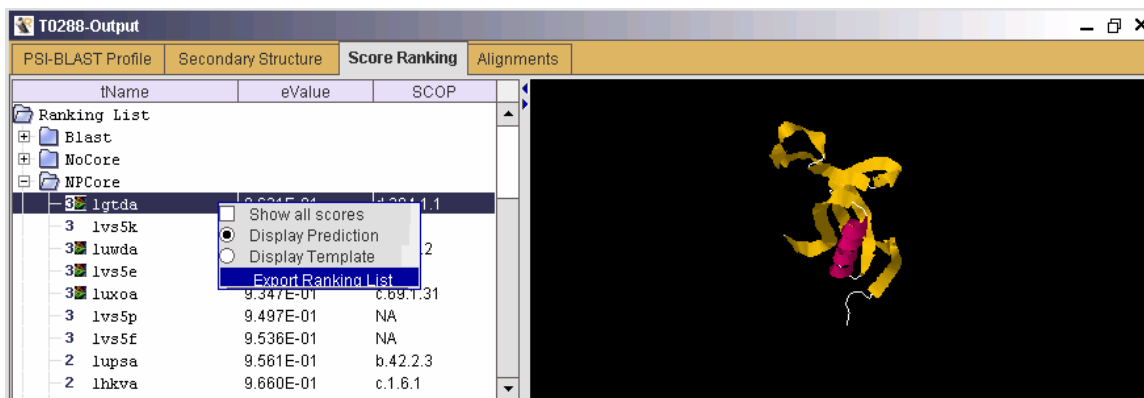 T0288-Output
PSI-BLAST Profile Secondary Structure Score Ranking Alignments
tName eValue SCOP
Ranking List
Blast
NoCore
NPCore
3 1gtda
Show all scores
3 1vs5k
Display Prediction
3 1uwda .2
Display Template
3 1vs5e
Export Ranking List
3 1uxoa 9.347E-01 c.69.1.31
3 1vs5p 9.497E-01 NA
3 1vs5f 9.536E-01 NA
2 1upsa 9.561E-01 b.42.2.3
2 1hkva 9.660E-01 c.1.6.1